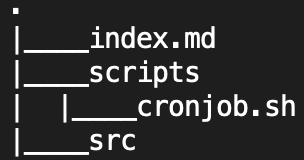 .
|____index.md
|____scripts
|   |____cronjob.sh
|____src